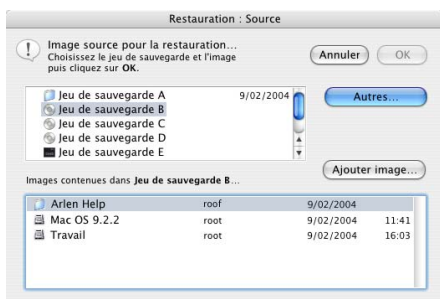 Restauration : Source
Image source pour la restauration...
Choisissez le jeu de sauvegarde et l'image
puis cliquez sur OK.
Annuler
OK
Jeu de sauvegarde A 9/02/2004
Jeu de sauvegarde B
Jeu de sauvegarde C
Jeu de sauvegarde D
Jeu de sauvegarde E
Autres...
Ajouter image...
Images contenues dans Jeu de sauvegarde B...
Arlen Help roof 9/02/2004
Mac OS 9.2.2 root 9/02/2004 11:41
Travail root 9/02/2004 16:03